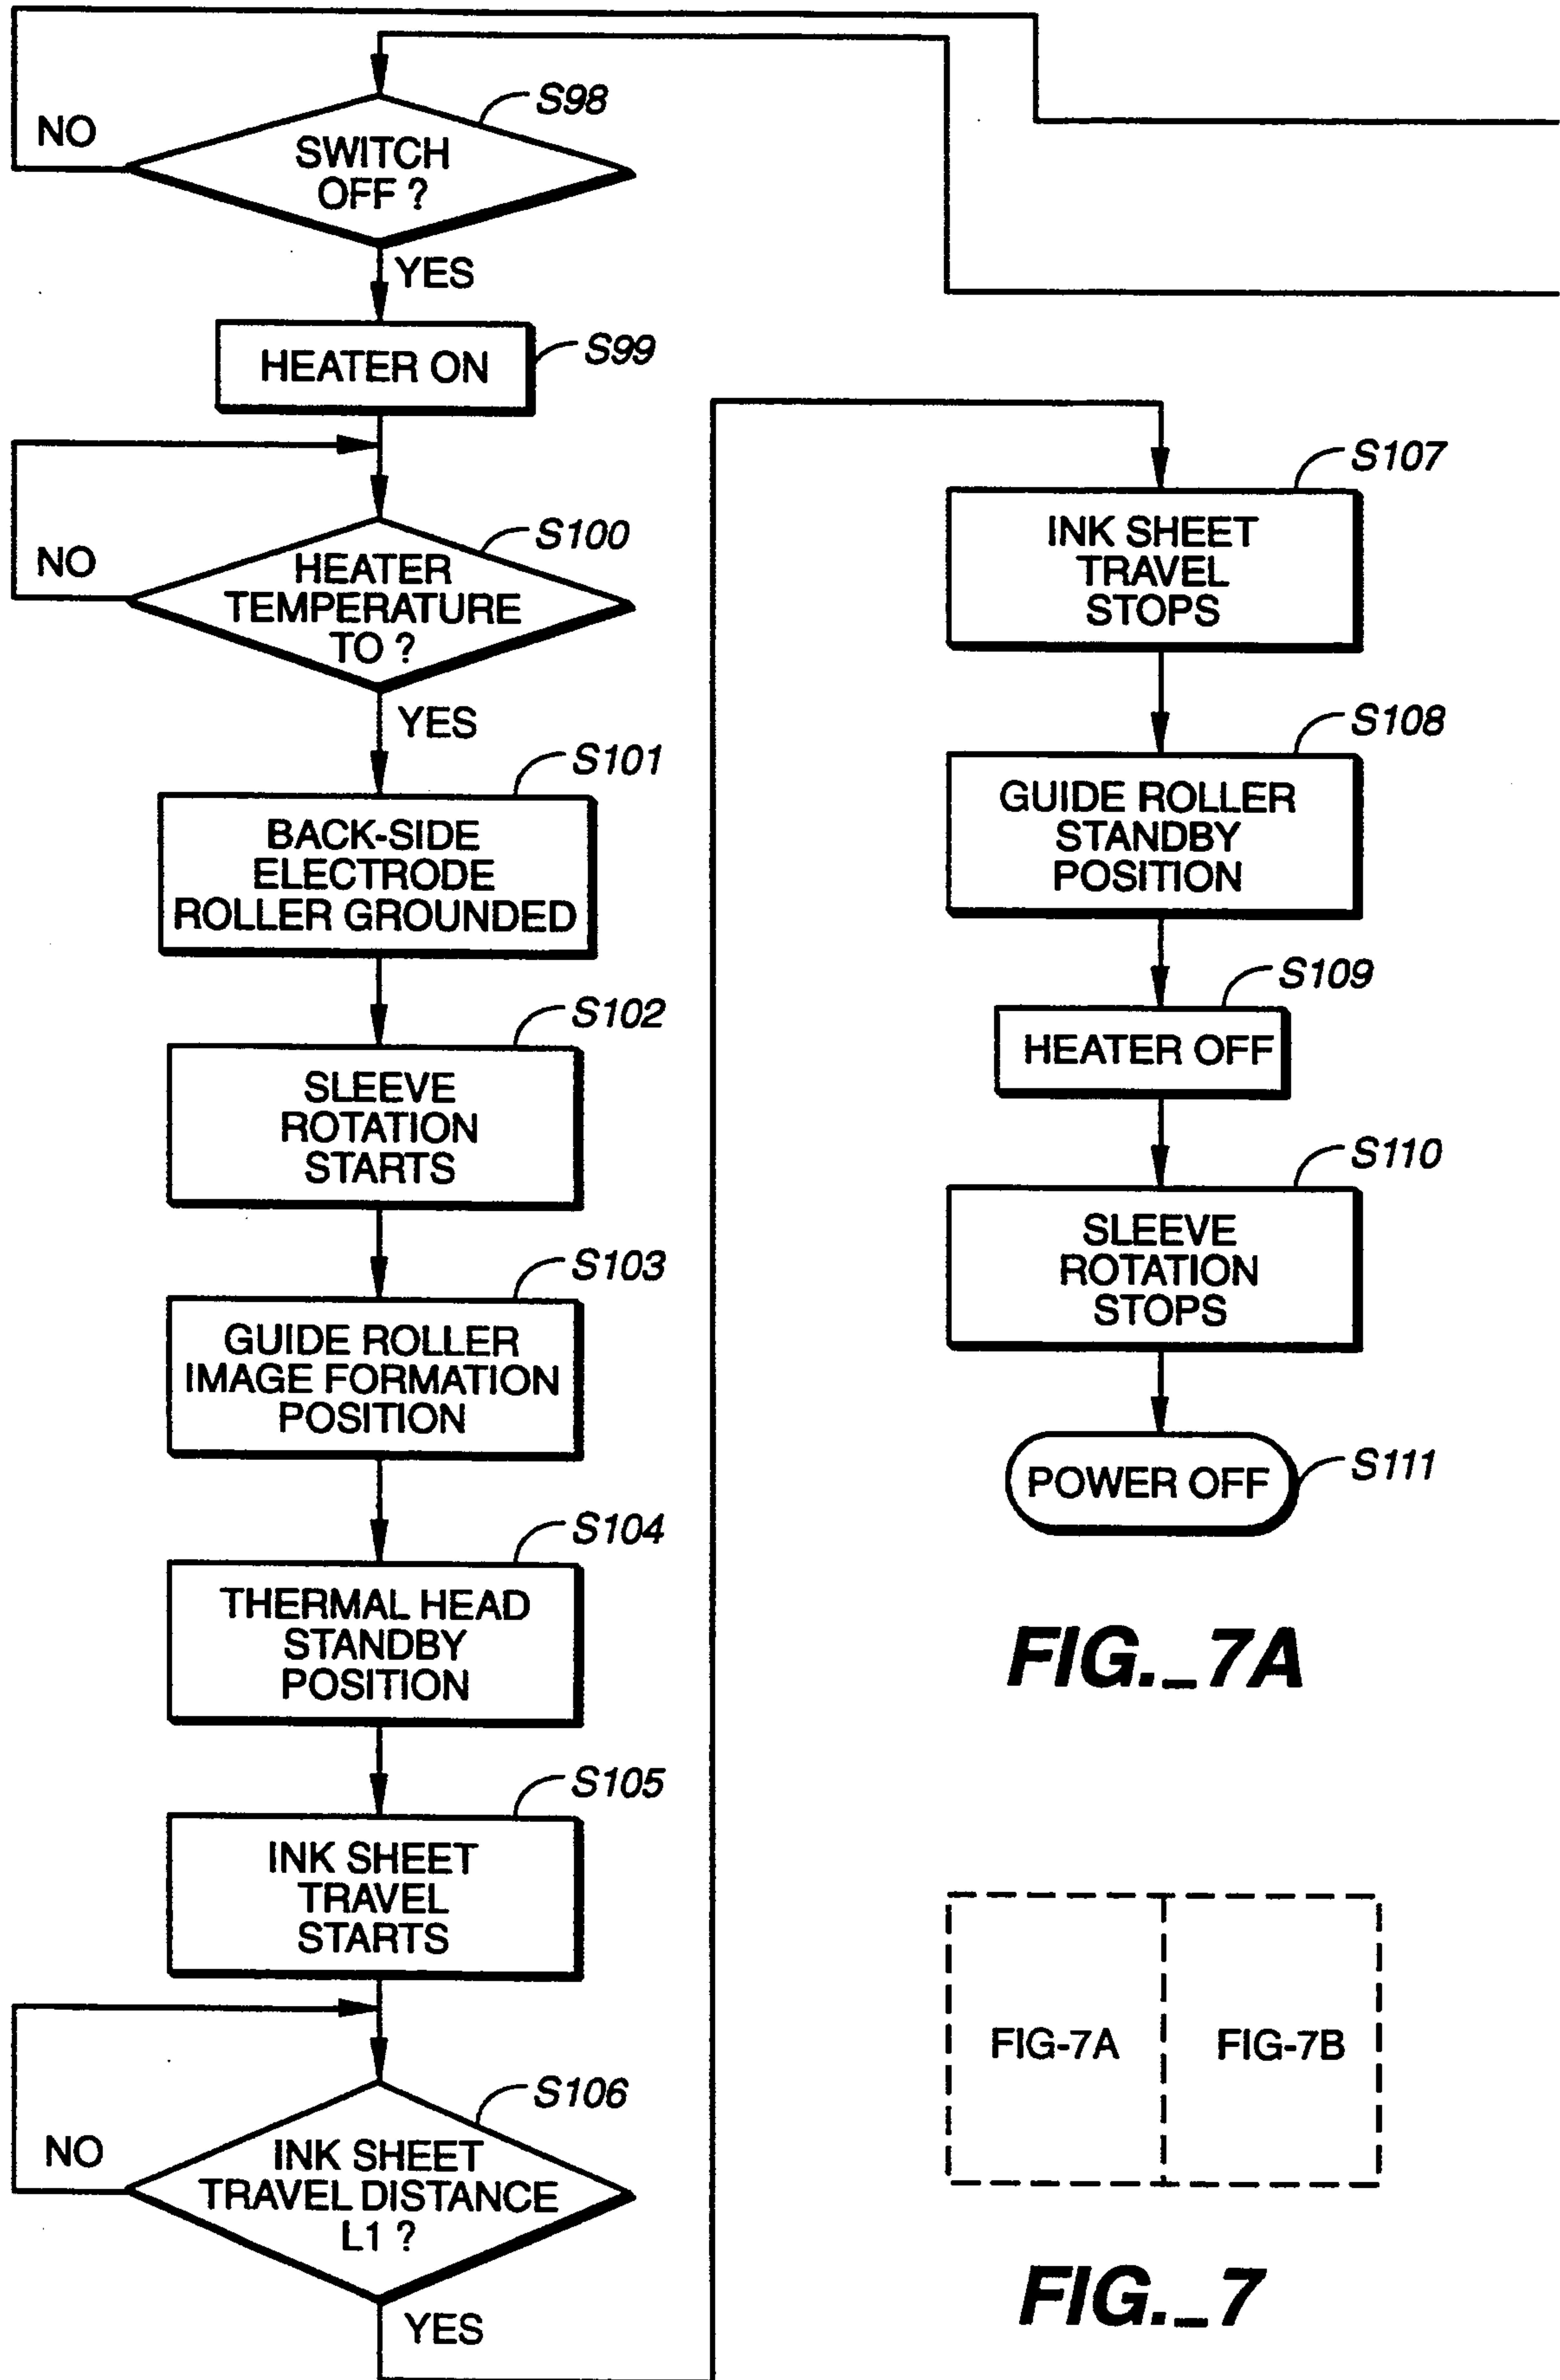 S98
NO
SWITCH
OFF ?
YES
HEATER ON
S99
S100
NO
HEATER
TEMPERATURE
TO ?
YES
S101
BACK-SIDE
ELECTRODE
ROLLER GROUNDED
S102
SLEEVE
ROTATION
STARTS
S103
GUIDE ROLLER
IMAGE FORMATION
POSITION
S104
THERMAL HEAD
STANDBY
POSITION
S105
INK SHEET
TRAVEL
STARTS
S106
NO
INK SHEET
TRAVEL DISTANCE
L1 ?
YES
S107
INK SHEET
TRAVEL
STOPS
S108
GUIDE ROLLER
STANDBY
POSITION
S109
HEATER OFF
S110
SLEEVE
ROTATION
STOPS
POWER OFF
S111
FIG._7A
FIG-7A
FIG-7B
FIG._7